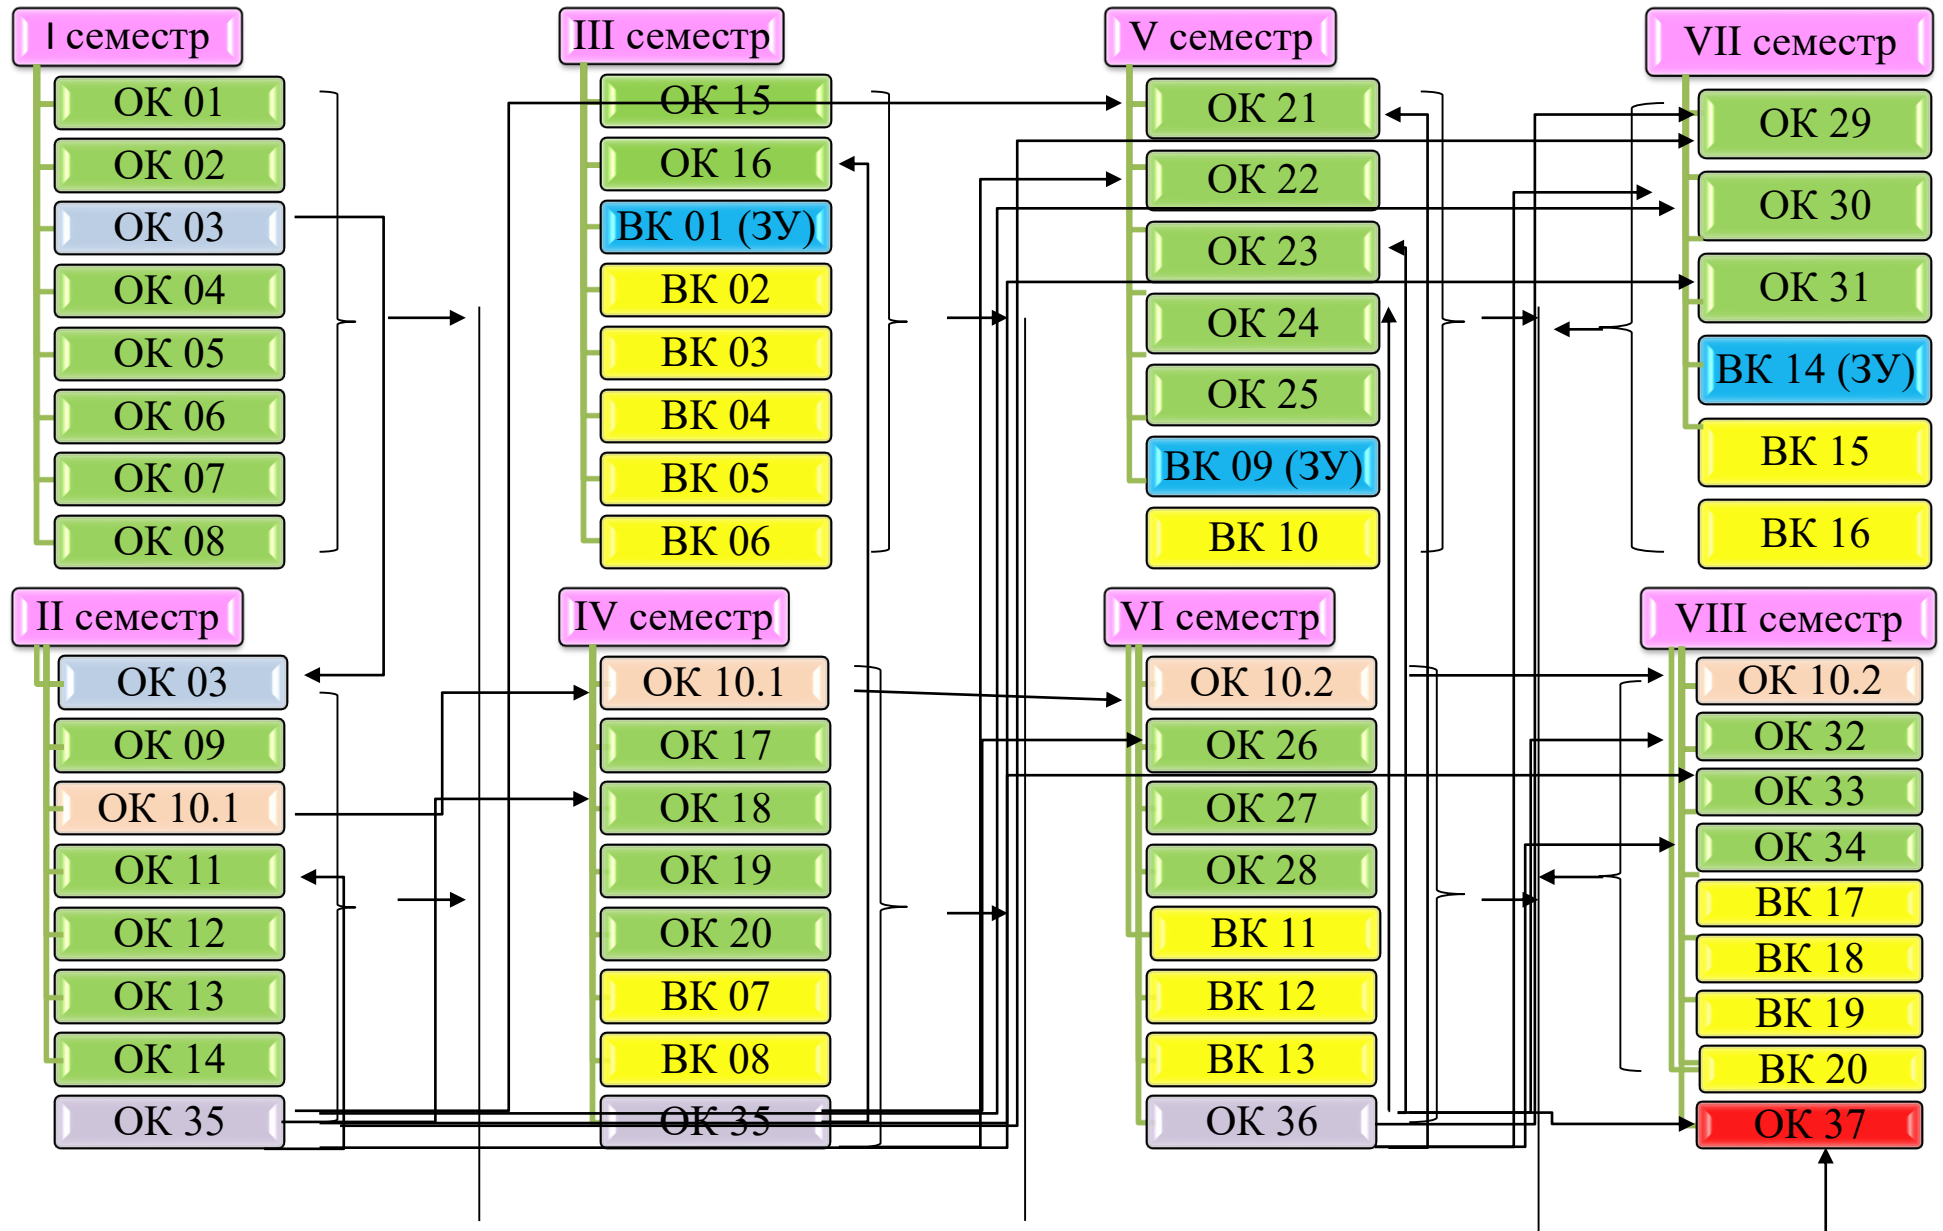 I семестр
ОК 01
ОК 02
ОК 03
ОК 04
ОК 05
ОК 06
ОК 07
ОК 08
II семестр
ОК 03
ОК 09
ОК 10.1
ОК 11
ОК 12
ОК 13
ОК 14
ОК 35
III семестр
ОК 15
ОК 16
ВК 01 (ЗУ)
ВК 02
ВК 03
ВК 04
ВК 05
ВК 06
IV семестр
ОК 10.1
ОК 17
ОК 18
ОК 19
ОК 20
ВК 07
ВК 08
ОК 35
V семестр
ОК 21
ОК 22
ОК 23
ОК 24
ОК 25
ВК 09 (ЗУ)
ВК 10
VI семестр
ОК 10.2
ОК 26
ОК 27
ОК 28
ВК 11
ВК 12
ВК 13
ОК 36
VII семестр
ОК 29
ОК 30
ОК 31
ВК 14 (ЗУ)
ВК 15
ВК 16
VIII семестр
ОК 10.2
ОК 32
ОК 33
ОК 34
ВК 17
ВК 18
ВК 19
ВК 20
ОК 37